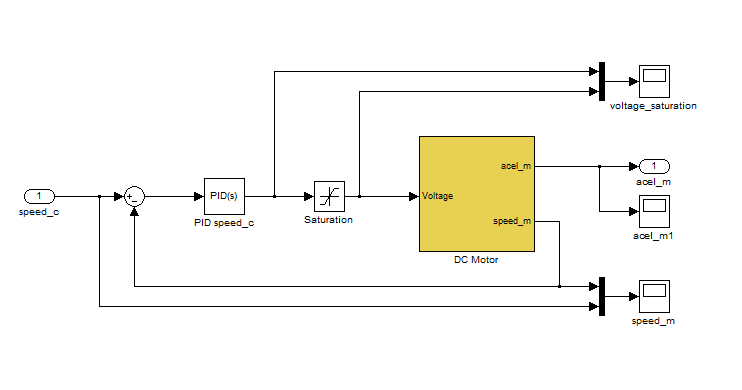 voltage_saturation
acel_m
1
acel_m
1
speed_c
+
−
PID(s)
PID speed_c
Saturation
Voltage
speed_m
DC Motor
acel_m1
speed_m